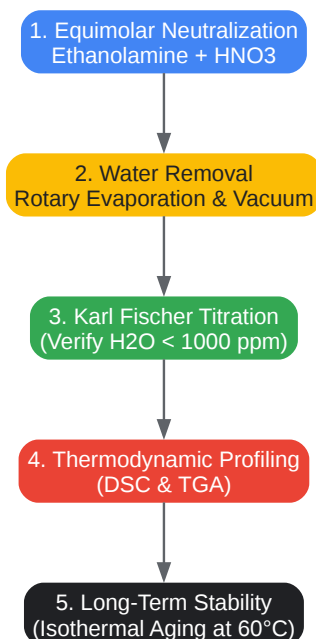 1. Equimolar Neutralization
Ethanolamine + HNO3
2. Water Removal
Rotary Evaporation & Vacuum
3. Karl Fischer Titration
(Verify H2O < 1000 ppm)
4. Thermodynamic Profiling
(DSC & TGA)
5. Long-Term Stability
(Isothermal Aging at 60°C)